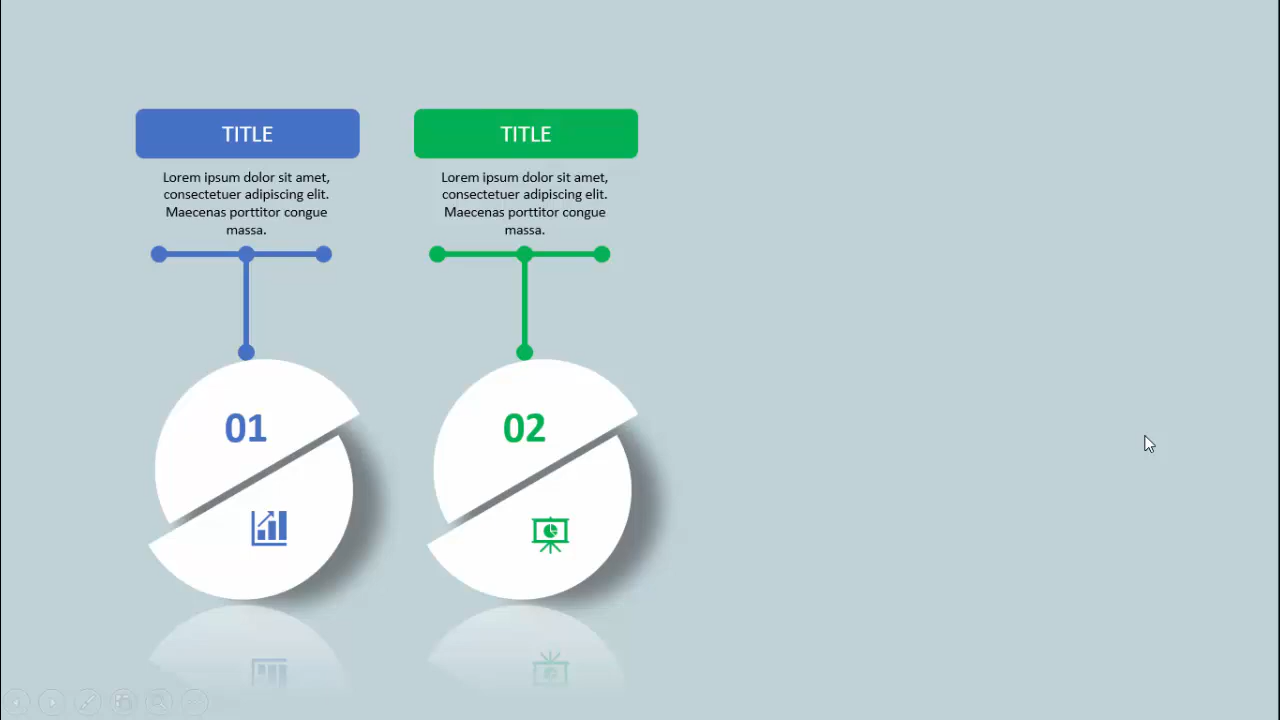 TITLE
Lorem ipsum dolor sit amet,
consectetuer adipiscing elit.
Maecenas porttitor congue
massa.
01
TITLE
Lorem ipsum dolor sit amet,
consectetuer adipiscing elit.
Maecenas porttitor congue
massa.
02